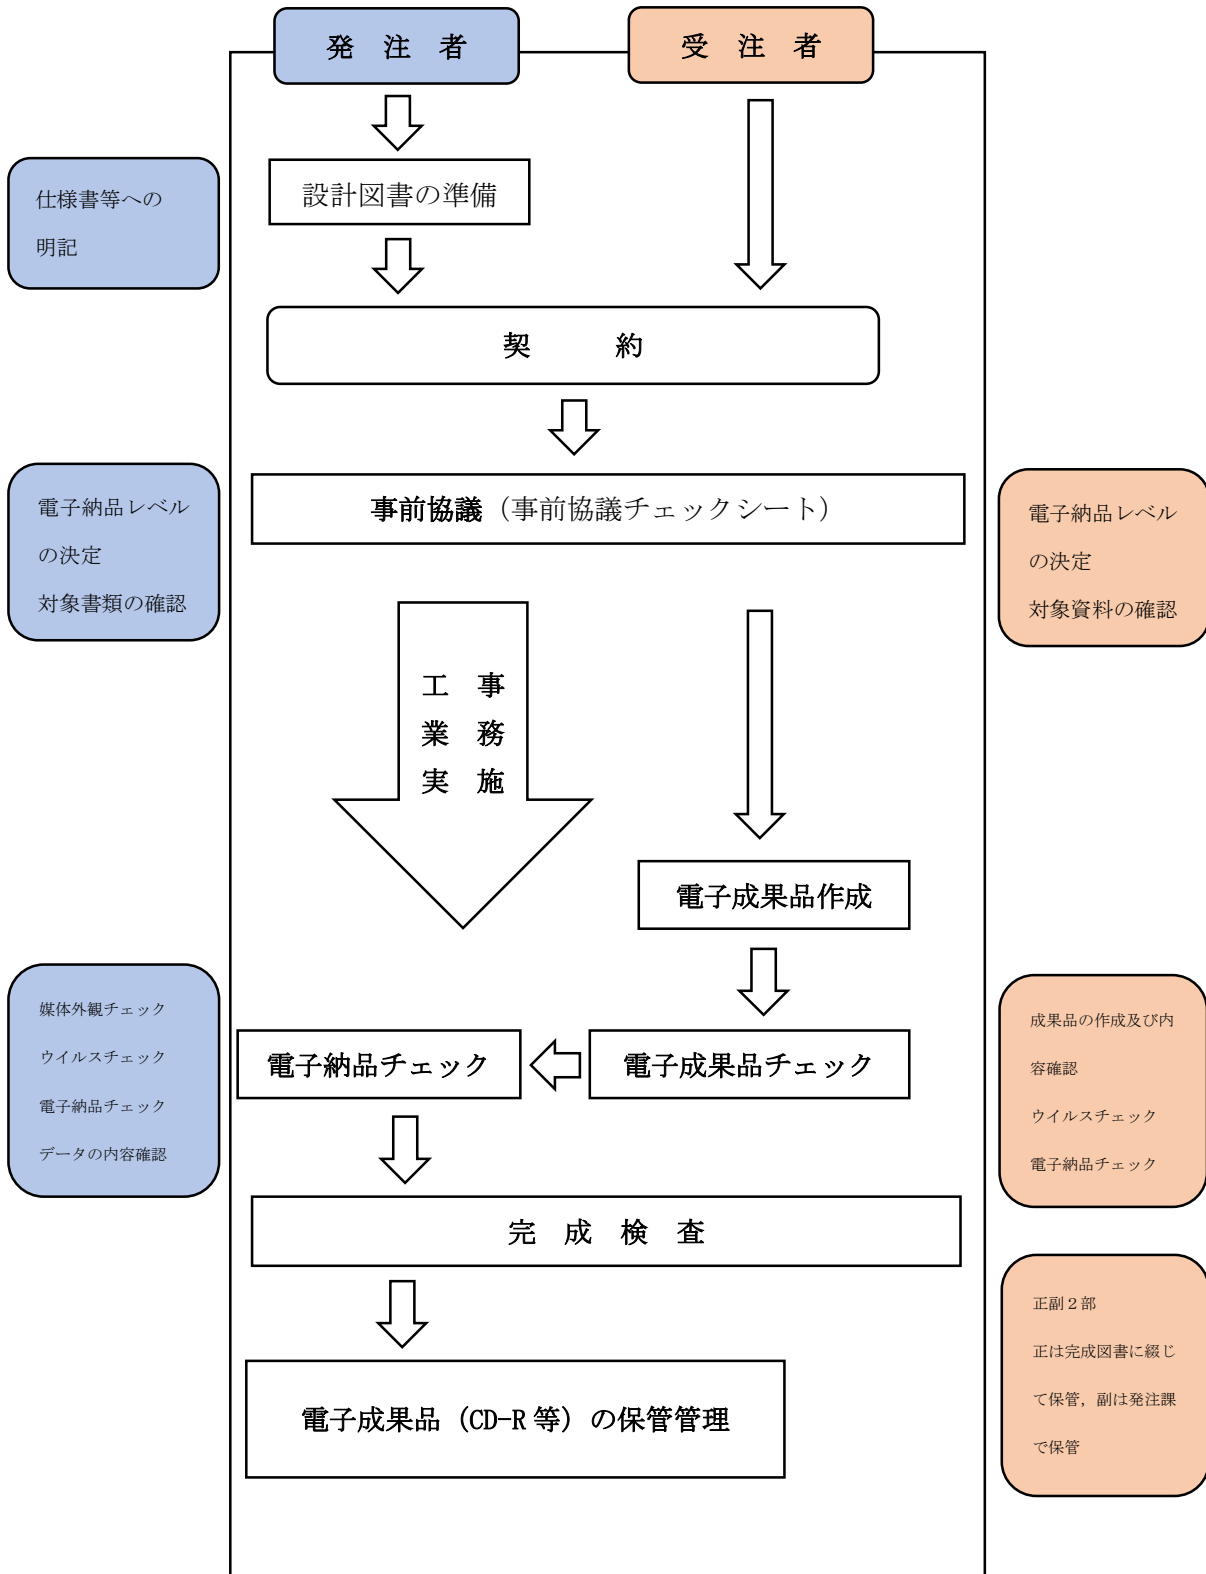 発 注 者
受 注 者
仕様書等への
明記
設計図書の準備
契 約
電子納品レベル
の決定
対象書類の確認
事前協議（事前協議チェックシート）
電子納品レベル
の決定
対象資料の確認
工 事
業 務
実 施
電子成果品作成
媒体外観チェック
ウイルスチェック
電子納品チェック
データの内容確認
電子納品チェック
電子成果品チェック
成果品の作成及び内
容確認
ウイルスチェック
電子納品チェック
完 成 検 査
正副２部
正は完成図書に綴じ
て保管，副は発注課
で保管
電子成果品（CD-R 等）の保管管理